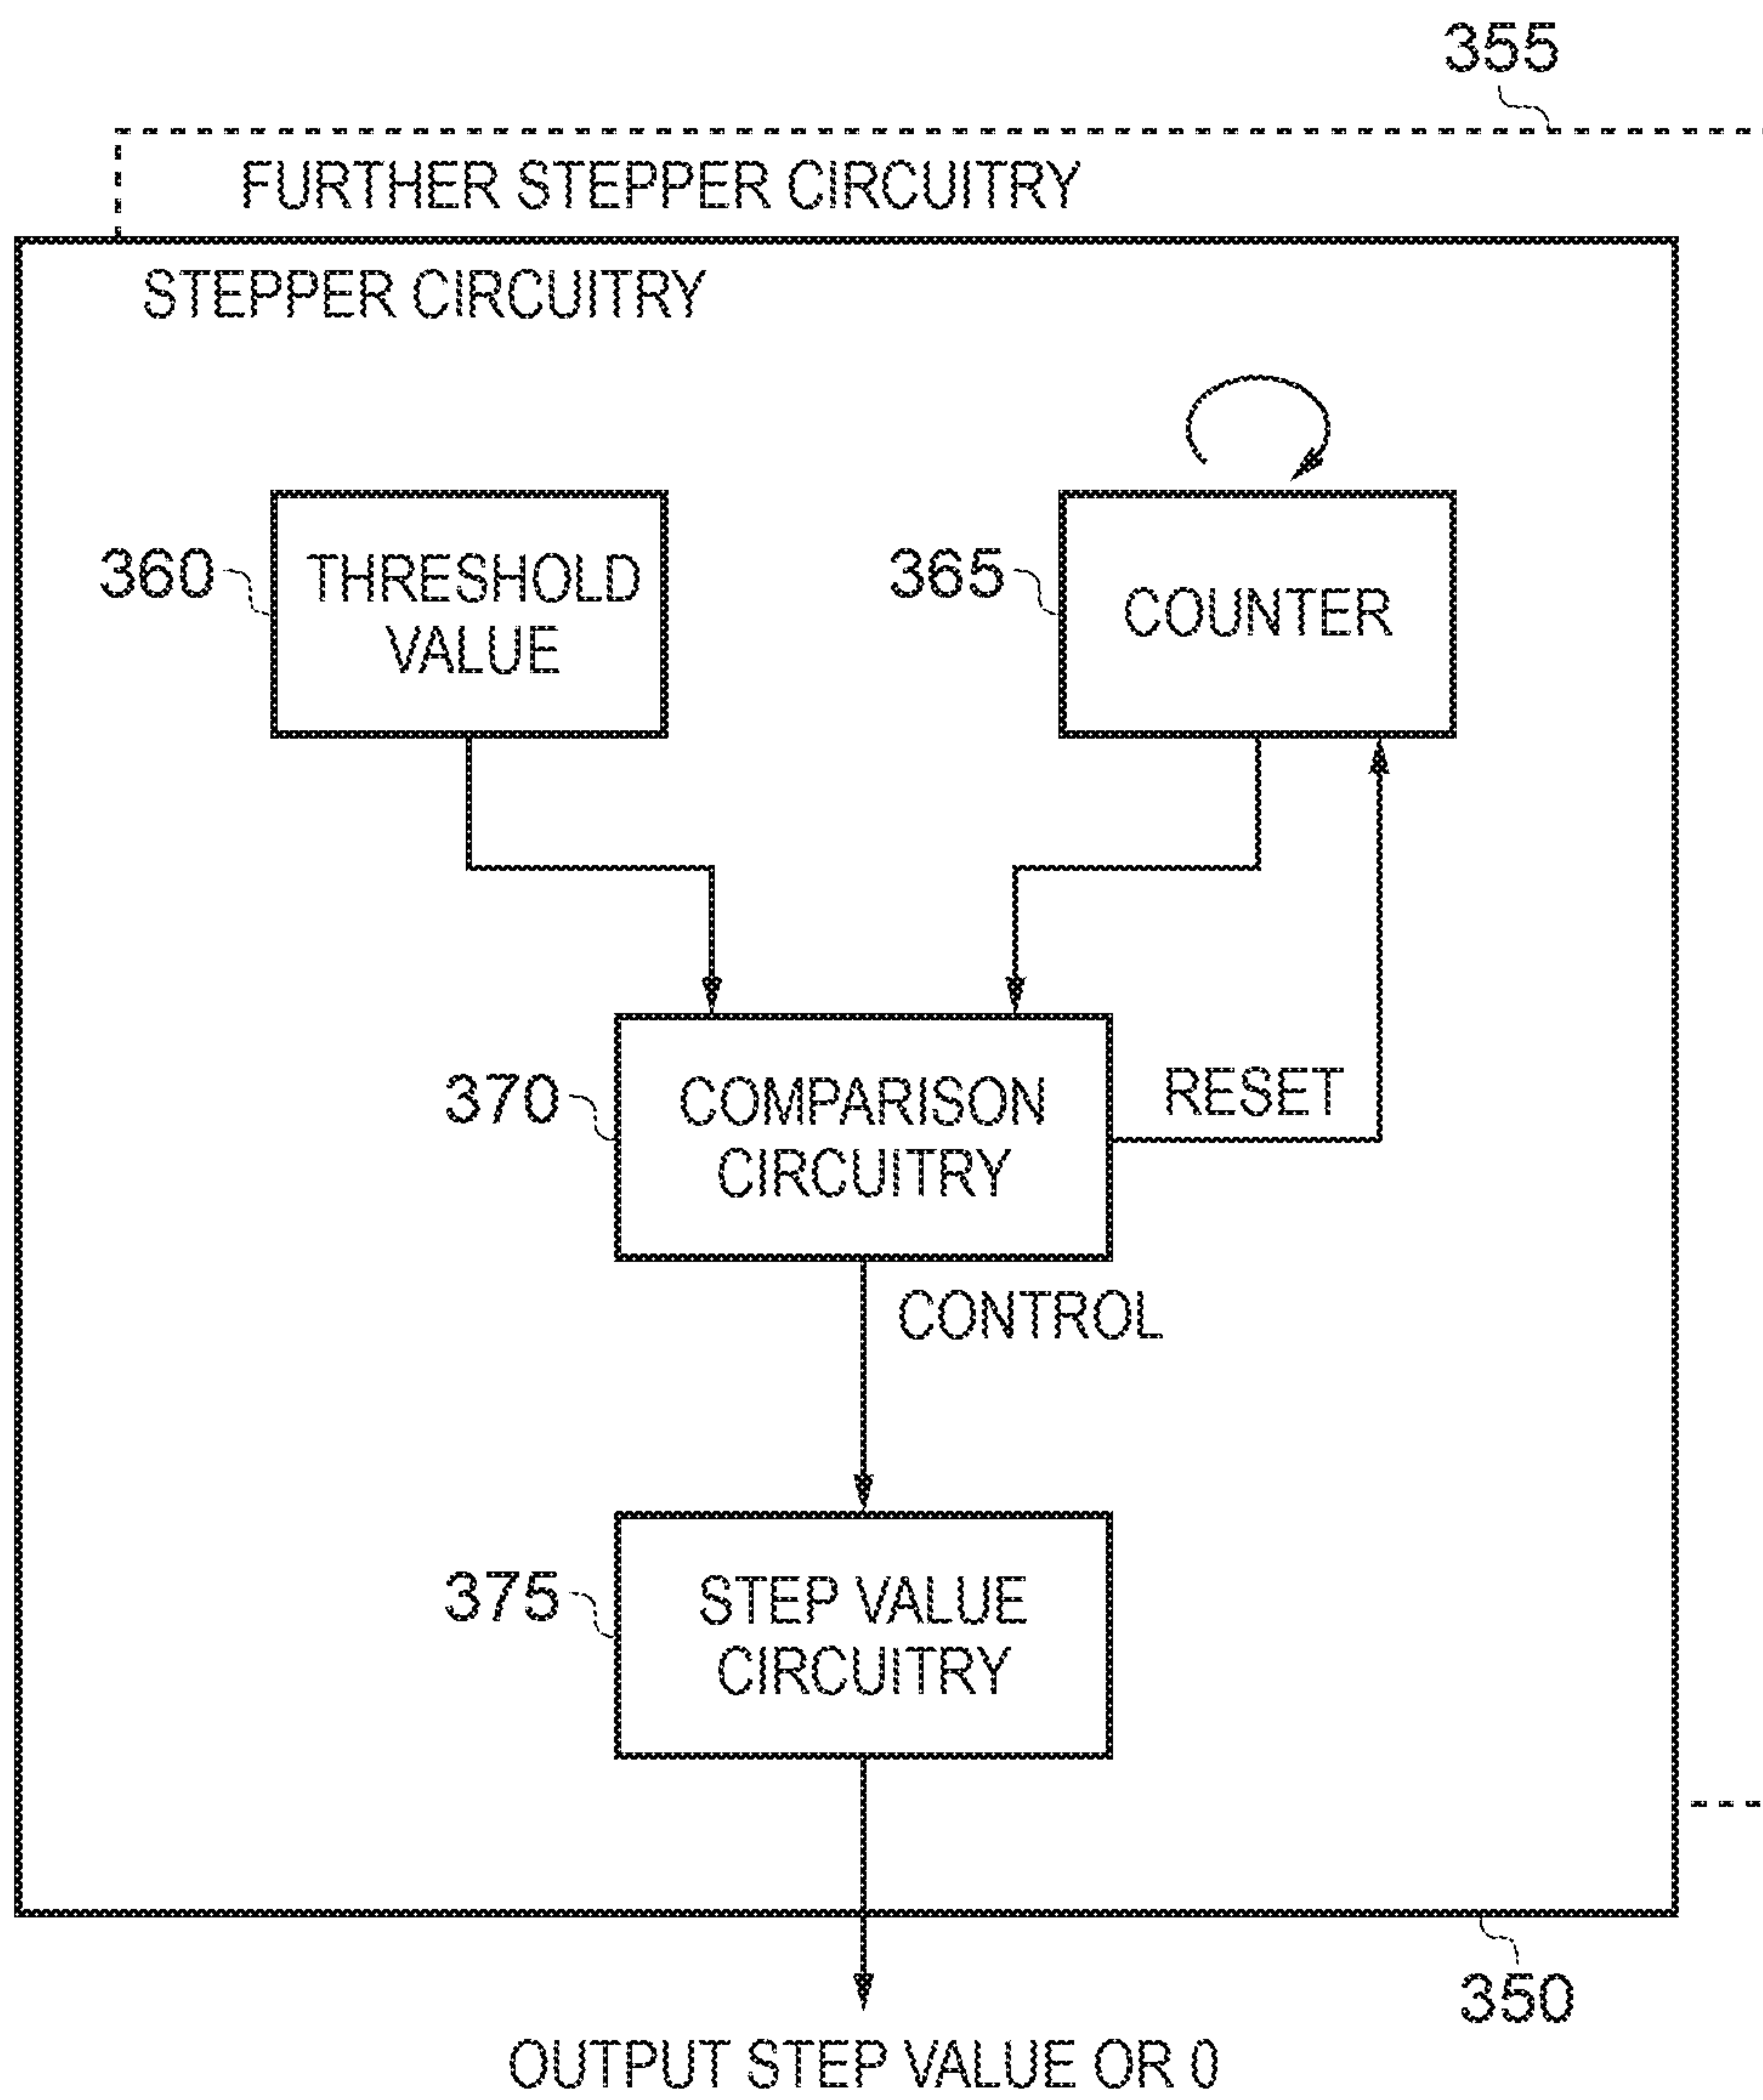 355
FURTHER STEPPER CIRCUITRY
STEPPER CIRCUITRY
360
THRESHOLD
VALUE
365
COUNTER
370
COMPARISON
CIRCUITRY
RESET
CONTROL
375
STEP VALUE
CIRCUITRY
350
OUTPUT STEP VALUE OR 0